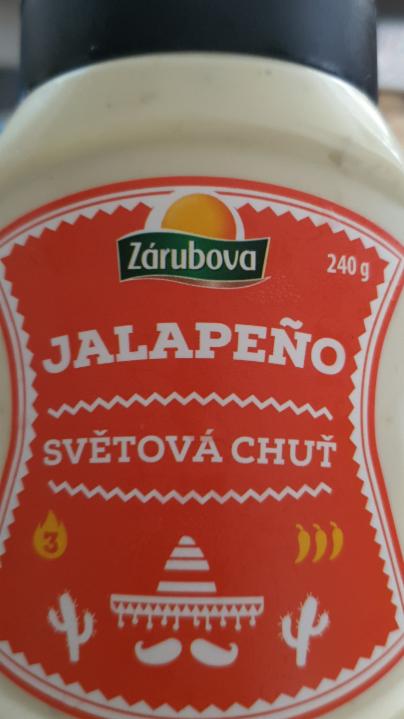 Zárubova
240 g
JALAPEÑO
SVĚTOVÁ CHUŤ
3